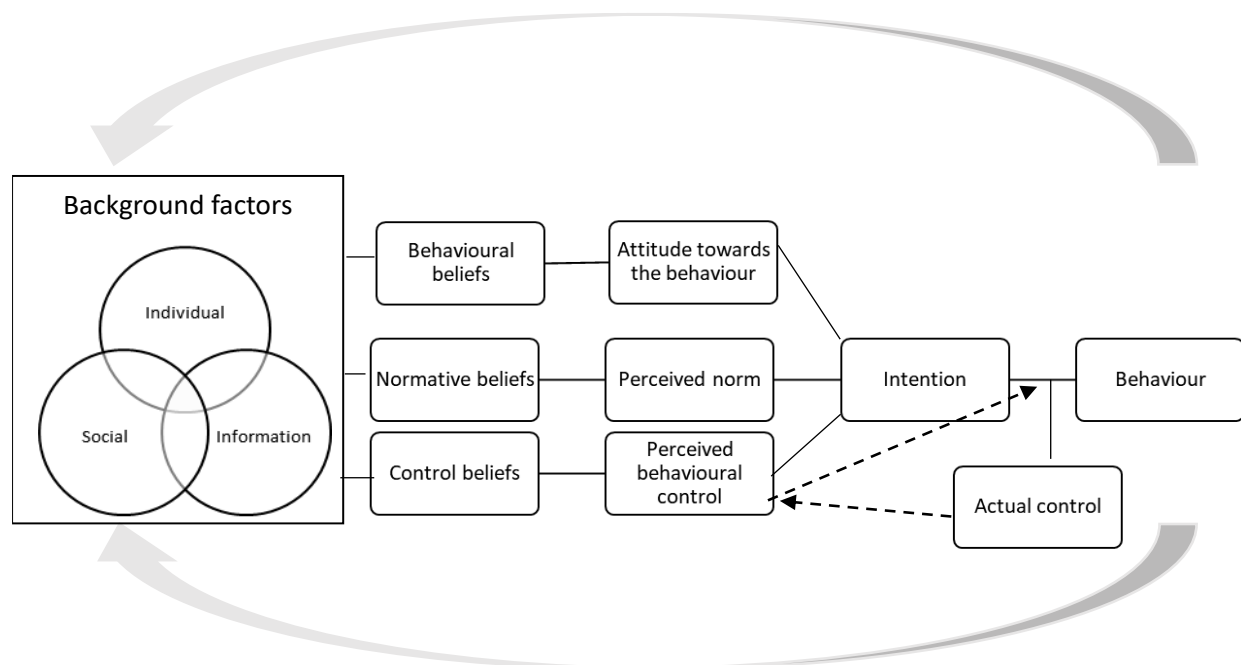 Background factors
Individual
Social
Information
Behavioural
beliefs
Attitude towards
the behaviour
Normative beliefs
Perceived norm
Intention
Behaviour
Control beliefs
Perceived
behavioural
control
Actual control